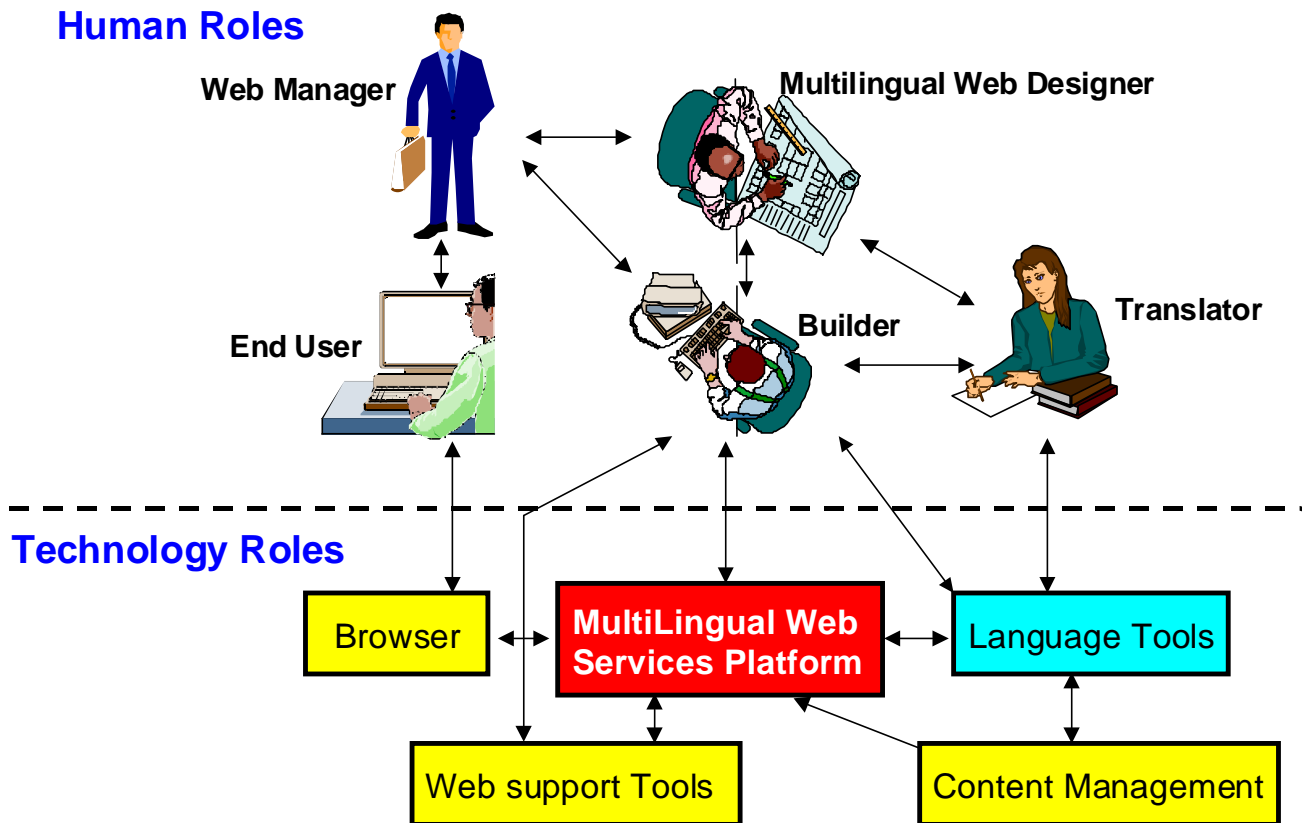 Human Roles
Web Manager
Multilingual Web Designer
End User
Builder
Translator
Technology Roles
Browser
MultiLingual Web
Services Platform
Language Tools
Web support Tools
Content Management